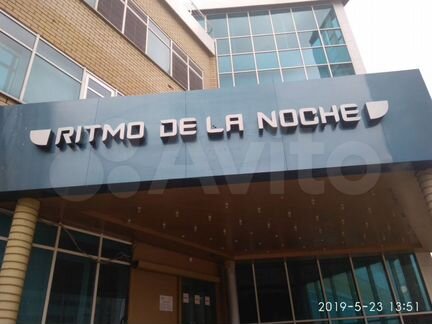 RITMO DE LA NOCHE
Avito
2019-5-23 13:51